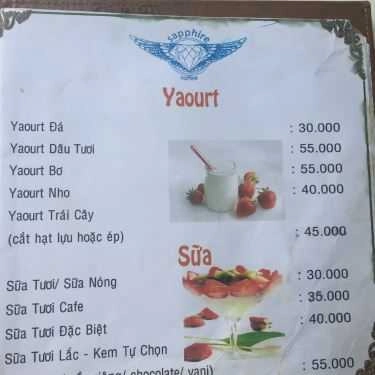 sapphire
coffee
Yaourt
Yaourt Đá : 30.000
Yaourt Dâu Tươi : 55.000
Yaourt Bơ : 55.000
Yaourt Nho : 40.000
Yaourt Trái Cây
(cắt hạt lựu hoặc ép) : 45.000
Sữa
Sữa Tươi/ Sữa Nóng : 30.000
Sữa Tươi Cafe : 35.000
Sữa Tươi Đặc Biệt : 40.000
Sữa Tươi Lắc - Kem Tự Chọn
chocolate/ vani) : 55.000